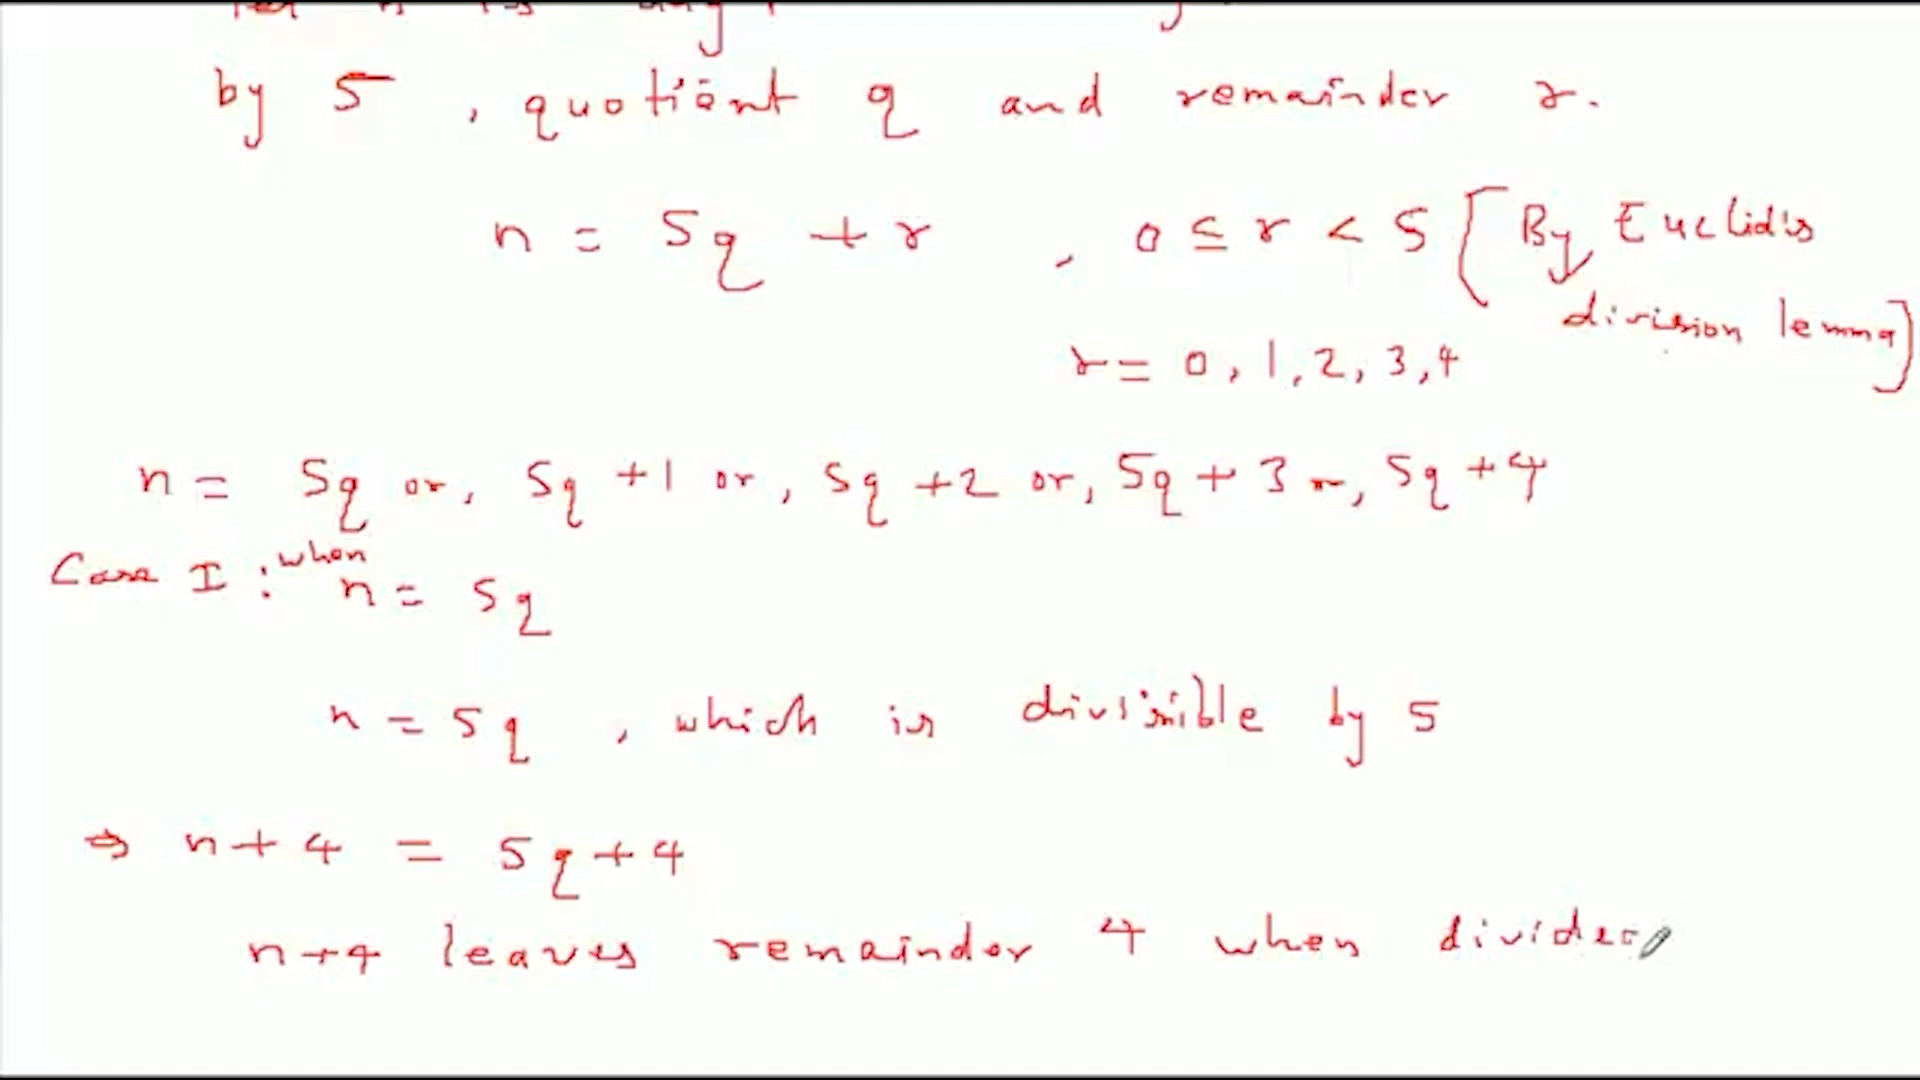 by 5 , quotient q and remainder r.
n = 5q + r , 0 ≤ r < 5 [By Euclid's
division lemma]
r = 0, 1, 2, 3, 4
n = 5q or, 5q + 1 or, 5q + 2 or, 5q + 3 or, 5q + 4
Case I : when n = 5q
n = 5q , which is divisible by 5
⇒ n + 4 = 5q + 4
n + 4 leaves remainder 4 when divided